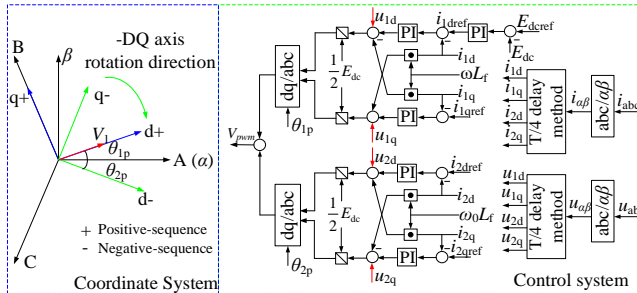 B
β
-DQ axis
rotation direction
q+
q-
V1
d+
θ1p
A (α)
θ2p
d-
+ Positive-sequence
- Negative-sequence
C
Coordinate System
Vpwm
dq/abc
θ1p
1/2 Edc
u1d
PI
i1dref
PI
Edcref
Edc
i1d
ωLf
i1q
PI
i1qref
u1q
dq/abc
θ2p
1/2 Edc
u2d
PI
i2dref
i2d
ω0Lf
i2q
PI
i2qref
u2q
i1d
i1q
i2d
i2q
T/4 delay
method
iαβ
abc/αβ
iabc
u1d
u1q
u2d
u2q
T/4 delay
method
uαβ
abc/αβ
uab
Control system